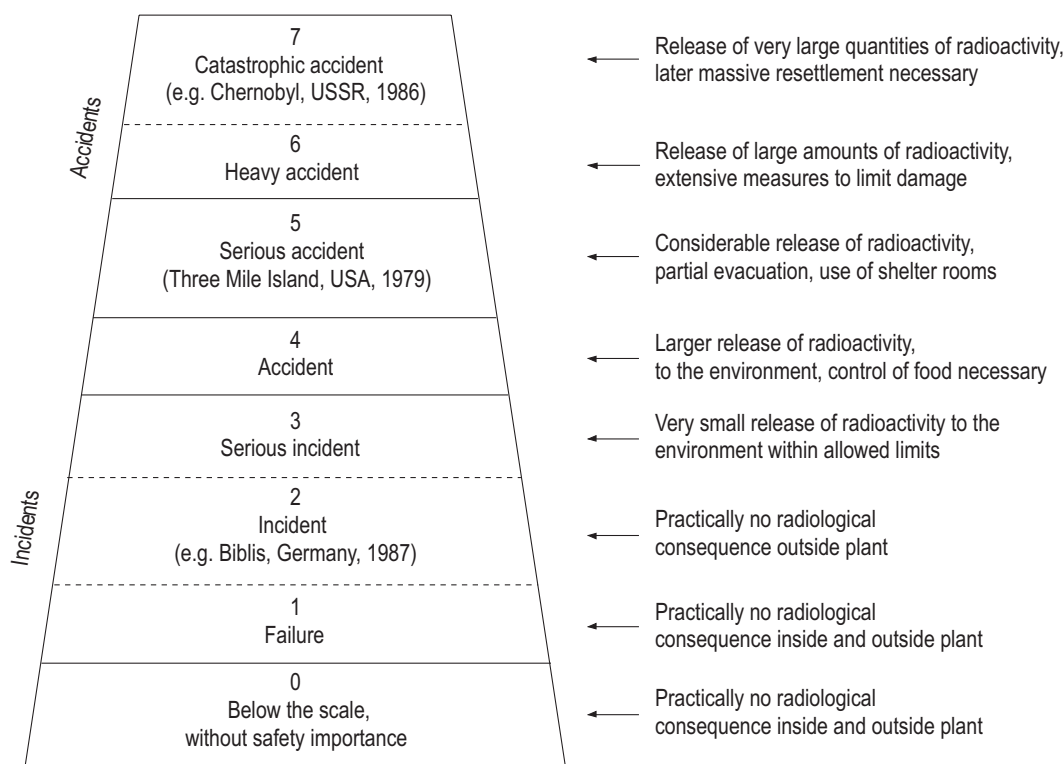 7
Catastrophic accident
(e.g. Chernobyl, USSR, 1986)
Release of very large quantities of radioactivity,
later massive resettlement necessary
Accidents
6
Heavy accident
Release of large amounts of radioactivity,
extensive measures to limit damage
5
Serious accident
(Three Mile Island, USA, 1979)
Considerable release of radioactivity,
partial evacuation, use of shelter rooms
4
Accident
Larger release of radioactivity,
to the environment, control of food necessary
3
Serious incident
Very small release of radioactivity to the
environment within allowed limits
Incidents
2
Incident
(e.g. Biblis, Germany, 1987)
Practically no radiological
consequence outside plant
1
Failure
Practically no radiological
consequence inside and outside plant
0
Below the scale,
without safety importance
Practically no radiological
consequence inside and outside plant